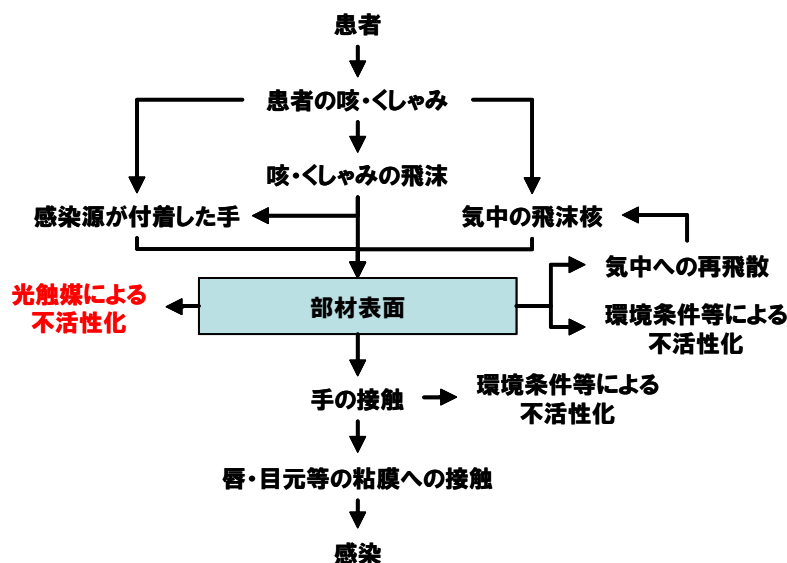 患者
患者の咳・くしゃみ
咳・くしゃみの飛沫
感染源が付着した手
気中の飛沫核
気中への再飛散
光触媒による
不活性化
部材表面
環境条件等による
不活性化
手の接触
環境条件等による
不活性化
唇・目元等の粘膜への接触
感染